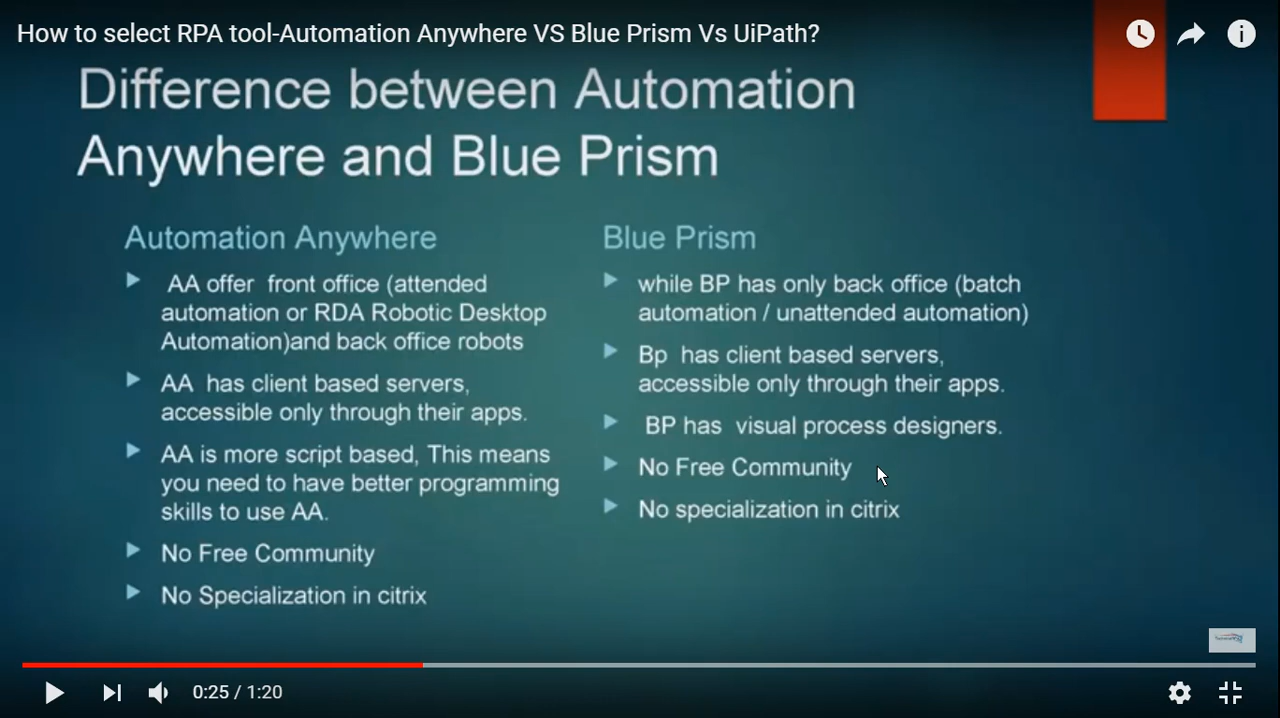 How to select RPA tool-Automation Anywhere VS Blue Prism Vs UiPath?
Difference between Automation
Anywhere and Blue Prism
Automation Anywhere
AA offer front office (attended
automation or RDA Robotic Desktop
Automation)and back office robots
AA has client based servers,
accessible only through their apps.
AA is more script based, This means
you need to have better programming
skills to use AA.
No Free Community
No Specialization in citrix
Blue Prism
while BP has only back office (batch
automation / unattended automation)
Bp has client based servers,
accessible only through their apps.
BP has visual process designers.
No Free Community
No specialization in citrix
0:25 / 1:20